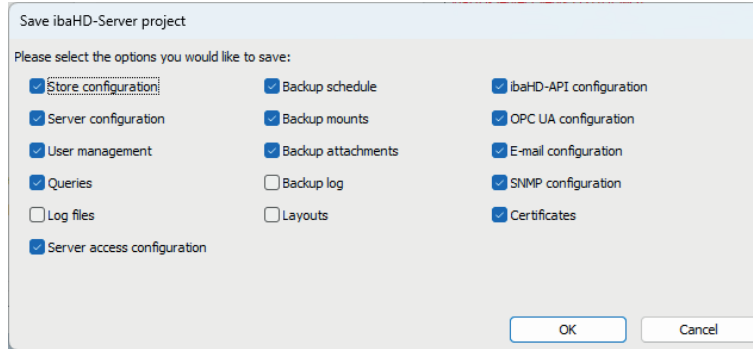 Save ibaHD-Server project
Please select the options you would like to save:
Store configuration
Backup schedule
ibaHD-API configuration
Server configuration
Backup mounts
OPC UA configuration
User management
Backup attachments
E-mail configuration
Queries
Backup log
SNMP configuration
Log files
Layouts
Certificates
Server access configuration
OK
Cancel